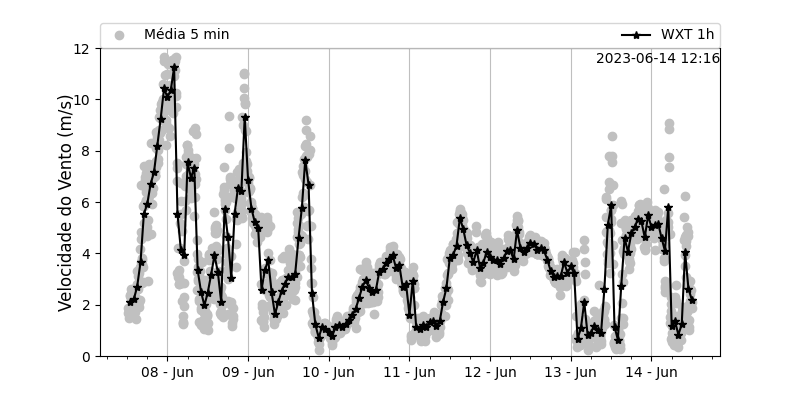 Média 5 min
WXT 1h
2023-06-14 12:16
Velocidade do Vento (m/s)
12
10
8
6
4
2
0
08 - Jun
09 - Jun
10 - Jun
11 - Jun
12 - Jun
13 - Jun
14 - Jun